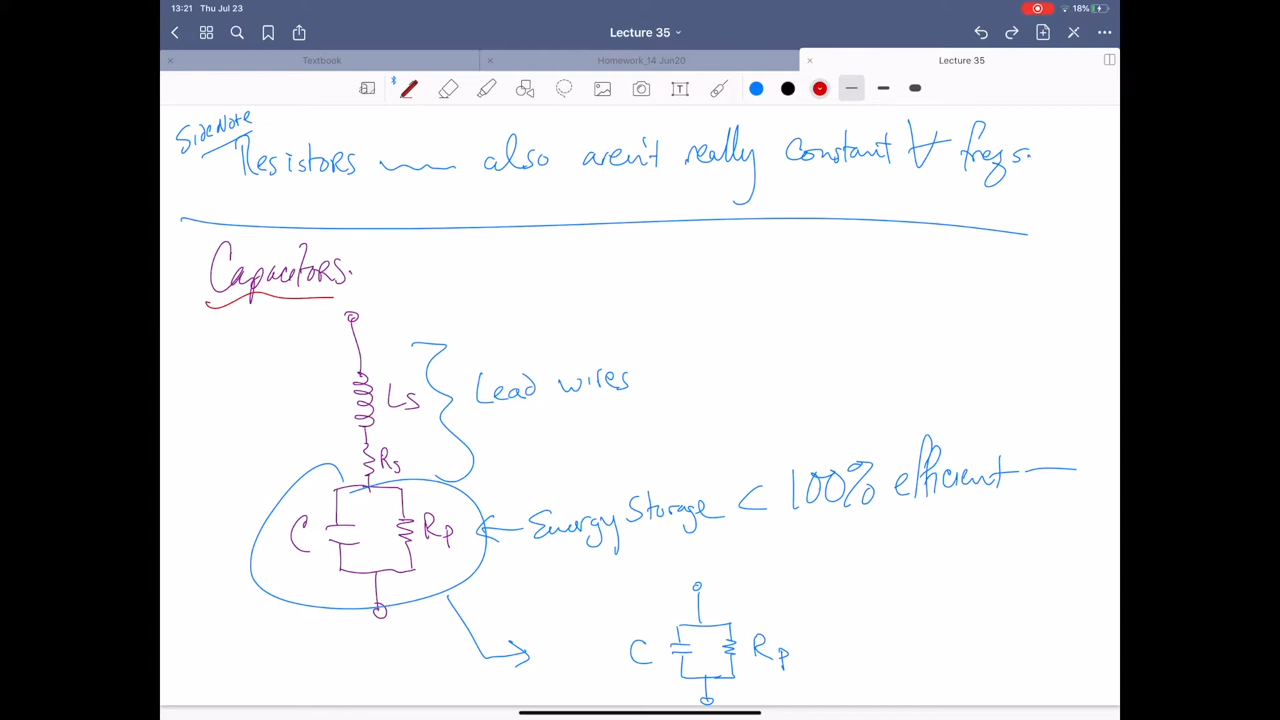 13:21 Thu Jul 23
18%
Lecture 35
Textbook
Homework_14 Jun20
Lecture 35
Side Note
Resistors also aren't really constant ∀ freqs.
Capacitors.
Ls
Lead wires
Rs
C
Rp
← Energy Storage < 100% efficient —
C
Rp